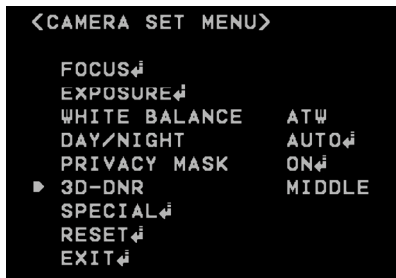 <CAMERA SET MENU>
FOCUS↲
EXPOSURE↲
WHITE BALANCE ATW
DAY/NIGHT AUTO↲
PRIVACY MASK ON↲
3D-DNR MIDDLE
SPECIAL↲
RESET↲
EXIT↲